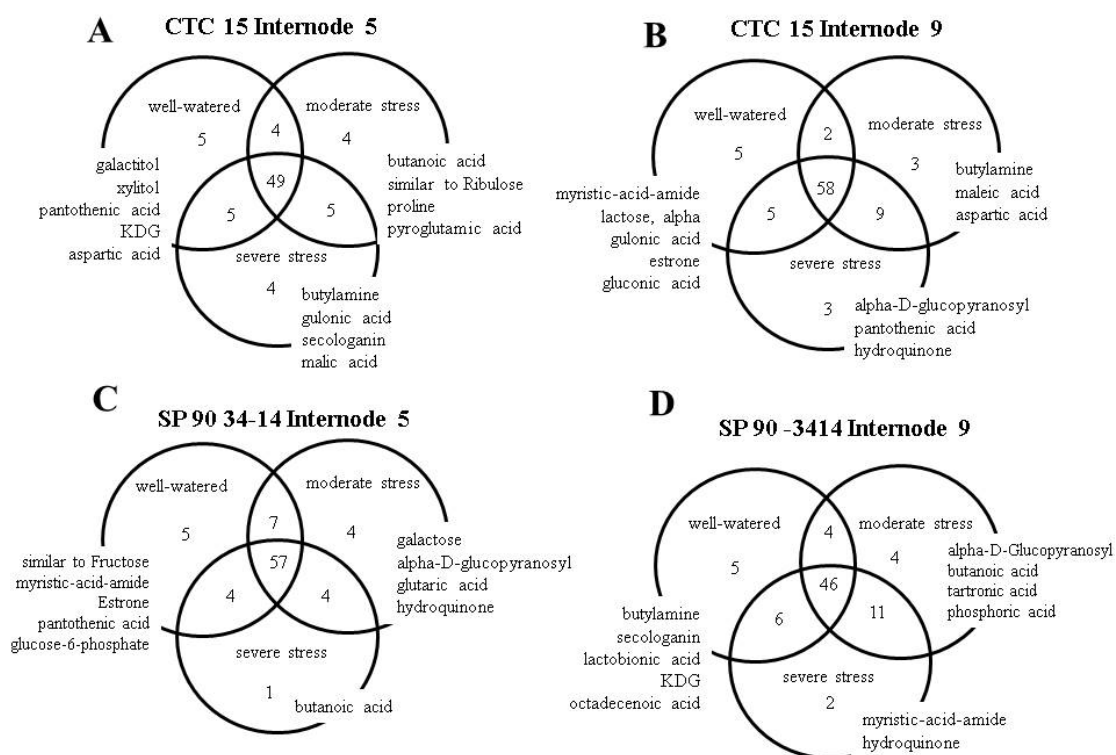 A
CTC 15 Internode 5
well-watered
moderate stress
5
4
4
49
5
5
galactitol
xylitol
pantothenic acid
KDG
aspartic acid
butanoic acid
similar to Ribulose
proline
pyroglutamic acid
severe stress
4
butylamine
gulonic acid
secologanin
malic acid
B
CTC 15 Internode 9
well-watered
moderate stress
5
2
3
58
5
9
myristic-acid-amide
lactose, alpha
gulonic acid
estrone
gluconic acid
butylamine
maleic acid
aspartic acid
severe stress
3
alpha-D-glucopyranosyl
pantothenic acid
hydroquinone
C
SP 90 34-14 Internode 5
well-watered
moderate stress
5
7
4
57
4
4
similar to Fructose
myristic-acid-amide
Estrone
pantothenic acid
glucose-6-phosphate
galactose
alpha-D-glucopyranosyl
glutaric acid
hydroquinone
severe stress
1
butanoic acid
D
SP 90 -3414 Internode 9
well-watered
moderate stress
5
4
4
46
6
11
butylamine
secologanin
lactobionic acid
KDG
octadecenoic acid
alpha-D-Glucopyranosyl
butanoic acid
tartronic acid
phosphoric acid
severe stress
2
myristic-acid-amide
hydroquinone